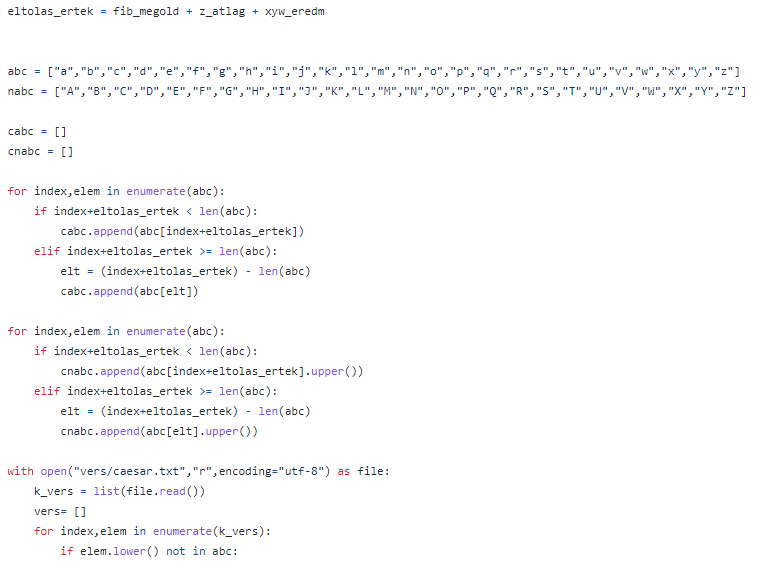 eltolas_ertek = fib_megold + z_atlag + xyw_eredm
abc = ["a","b","c","d","e","f","g","h","i","j","k","l","m","n","o","p","q","r","s","t","u","v","w","x","y","z"]
nabc = ["A","B","C","D","E","F","G","H","I","J","K","L","M","N","O","P","Q","R","S","T","U","V","W","X","Y","Z"]
cabc = []
cnabc = []
for index,elem in enumerate(abc):
    if index+eltolas_ertek < len(abc):
        cabc.append(abc[index+eltolas_ertek])
    elif index+eltolas_ertek >= len(abc):
        elt = (index+eltolas_ertek) - len(abc)
        cabc.append(abc[elt])
for index,elem in enumerate(abc):
    if index+eltolas_ertek < len(abc):
        cnabc.append(abc[index+eltolas_ertek].upper())
    elif index+eltolas_ertek >= len(abc):
        elt = (index+eltolas_ertek) - len(abc)
        cnabc.append(abc[elt].upper())
with open("vers/caesar.txt","r",encoding="utf-8") as file:
    k_vers = list(file.read())
    vers= []
    for index,elem in enumerate(k_vers):
        if elem.lower() not in abc: